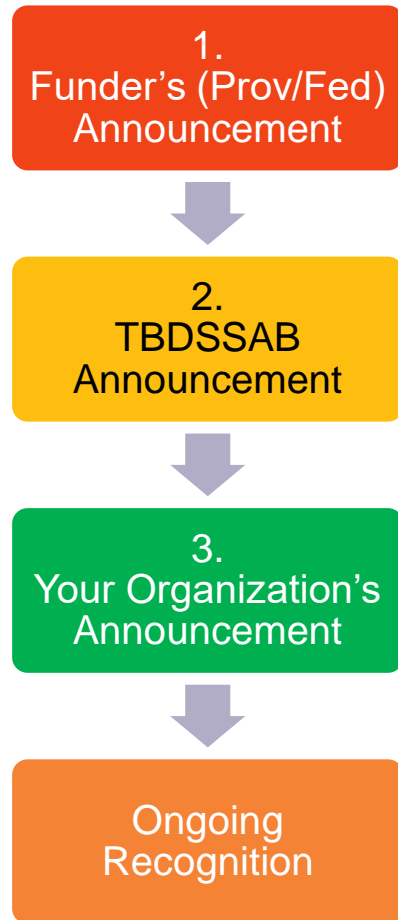 1.
Funder’s (Prov/Fed)
Announcement
2.
TBDSSAB
Announcement
3.
Your Organization’s
Announcement
Ongoing
Recognition